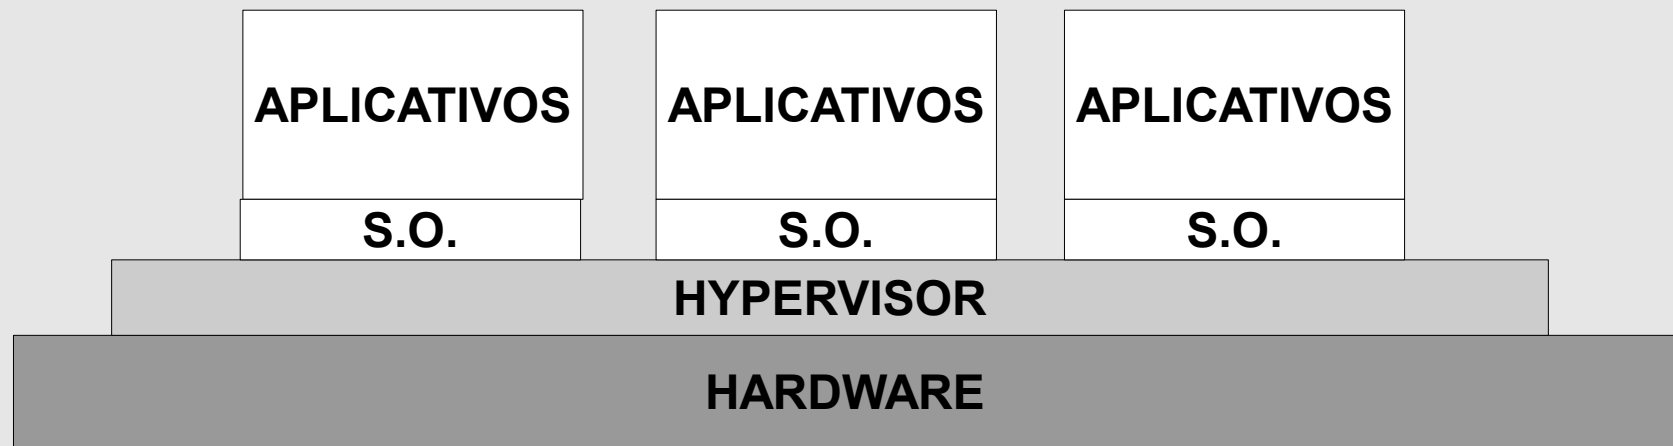 APLICATIVOS
APLICATIVOS
APLICATIVOS
S.O.
S.O.
S.O.
HYPERVISOR
HARDWARE